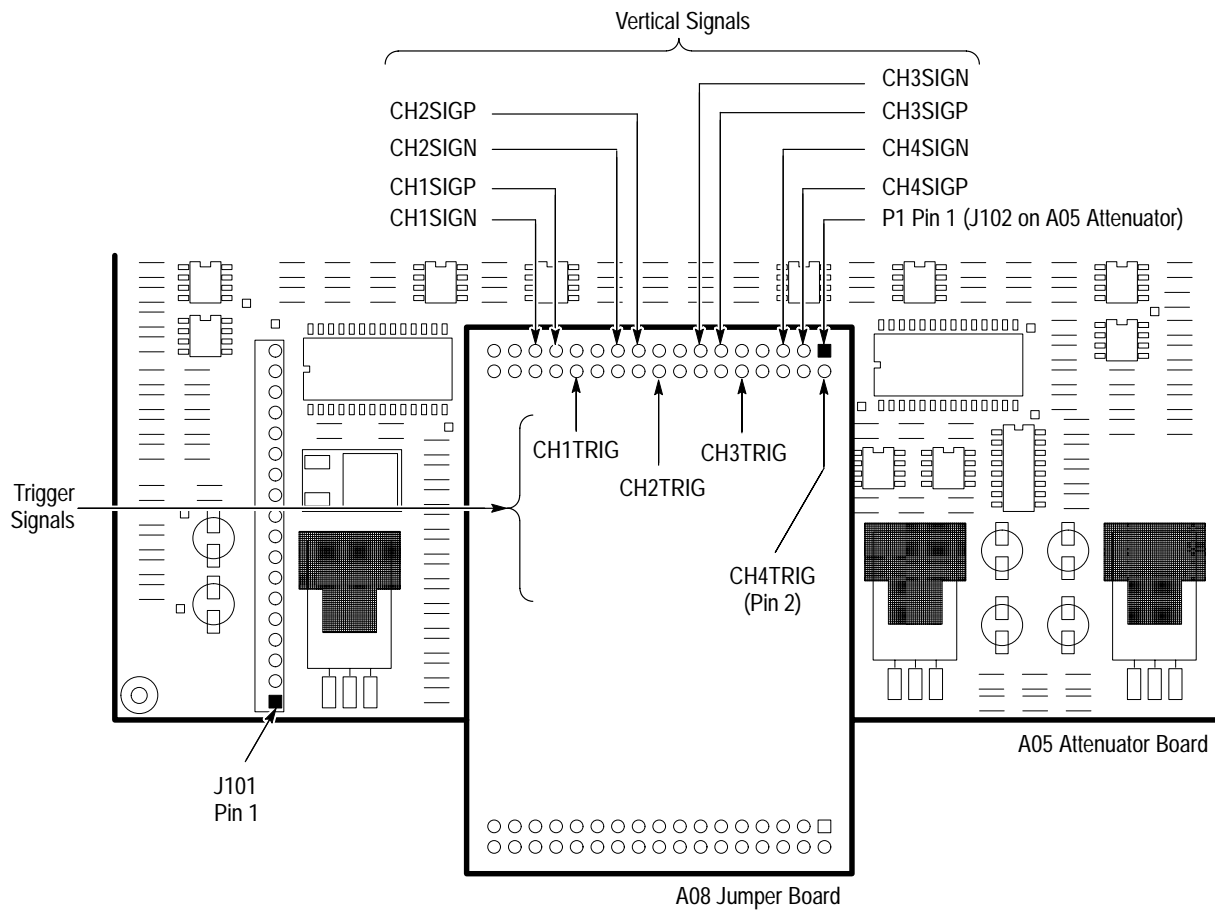 Vertical Signals
CH2SIGP
CH2SIGN
CH1SIGP
CH1SIGN
CH3SIGN
CH3SIGP
CH4SIGN
CH4SIGP
P1 Pin 1 (J102 on A05 Attenuator)
CH1TRIG
CH2TRIG
CH3TRIG
CH4TRIG
(Pin 2)
Trigger
Signals
J101
Pin 1
A05 Attenuator Board
A08 Jumper Board